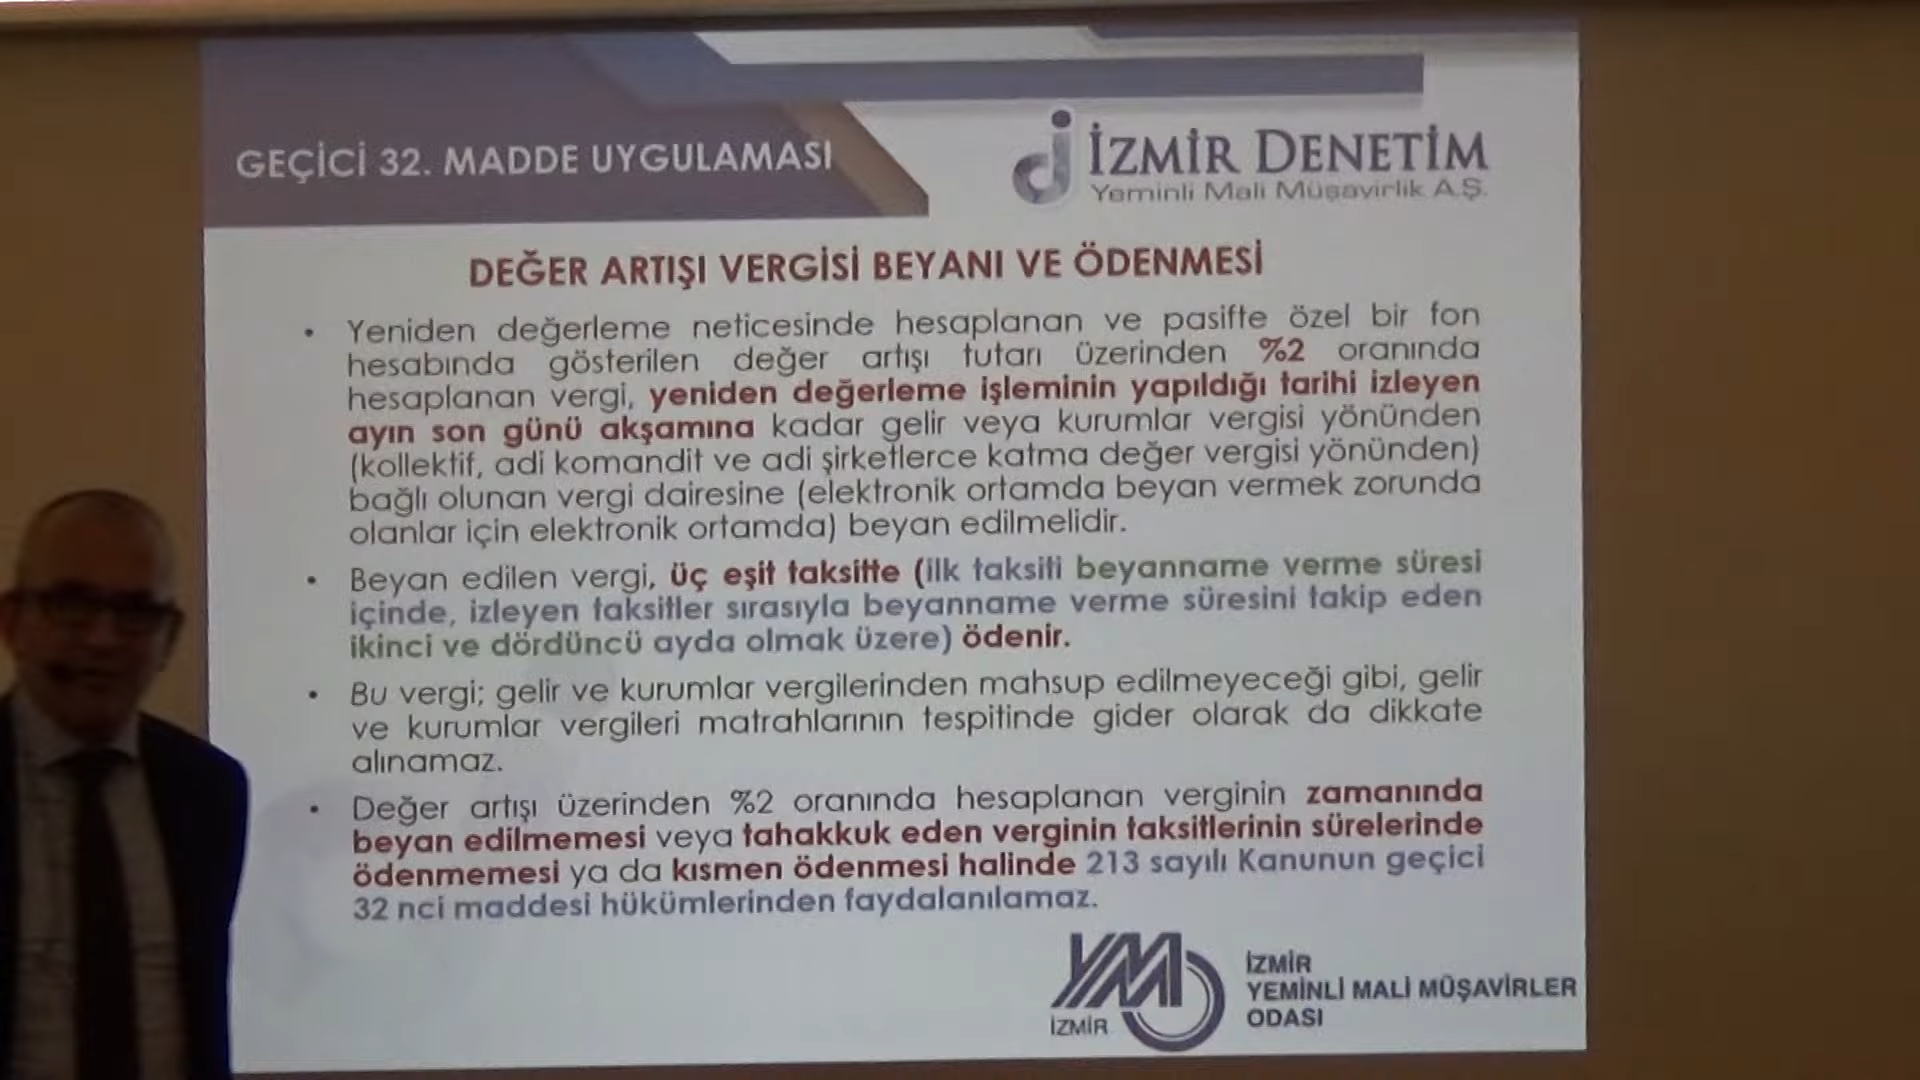 GEÇİCİ 32. MADDE UYGULAMASI
İZMİR DENETİM
Yeminli Mali Müşavirlik A.Ş.
DEĞER ARTIŞI VERGİSİ BEYANI VE ÖDENMESİ
• Yeniden değerleme neticesinde hesaplanan ve pasifte özel bir fon
hesabında gösterilen değer artışı tutarı üzerinden %2 oranında
hesaplanan vergi, yeniden değerleme işleminin yapıldığı tarihi izleyen
ayın son günü akşamına kadar gelir veya kurumlar vergisi yönünden
(kollektif, adi komandit ve adi şirketlerce katma değer vergisi yönünden)
bağlı olunan vergi dairesine (elektronik ortamda beyan vermek zorunda
olanlar için elektronik ortamda) beyan edilmelidir.
• Beyan edilen vergi, üç eşit taksitte (ilk taksiti beyanname verme süresi
içinde, izleyen taksitler sırasıyla beyanname verme süresini takip eden
ikinci ve dördüncü ayda olmak üzere) ödenir.
• Bu vergi; gelir ve kurumlar vergilerinden mahsup edilmeyeceği gibi, gelir
ve kurumlar vergileri matrahlarının tespitinde gider olarak da dikkate
alınamaz.
• Değer artışı üzerinden %2 oranında hesaplanan verginin zamanında
beyan edilmemesi veya tahakkuk eden verginin taksitlerinin sürelerinde
ödenmemesi ya da kısmen ödenmesi halinde 213 sayılı Kanunun geçici
32 nci maddesi hükümlerinden faydalanılamaz.
YMM
İZMİR
İZMİR
YEMİNLİ MALİ MÜŞAVİRLER
ODASI